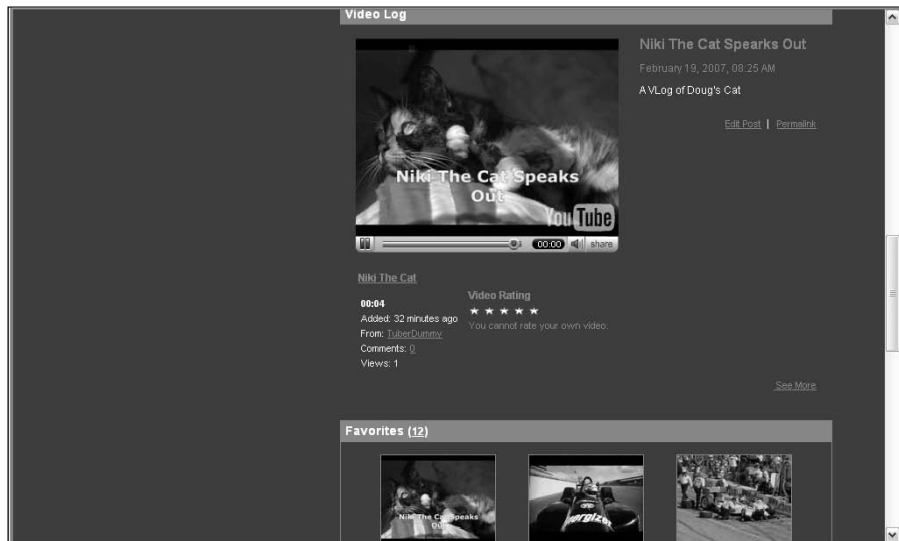 Video Log
Niki The Cat Spearks Out
February 19, 2007, 08:25 AM
A VLog of Doug's Cat
Edit Post | Permalink
Niki The Cat Speaks
Out
YouTube
00:00
share
Niki The Cat
00:04
Added: 32 minutes ago
From: TuberDummy
Comments: 0
Views: 1
Video Rating
You cannot rate your own video.
See More
Favorites (12)
Niki The Cat Speaks
Out
energizer